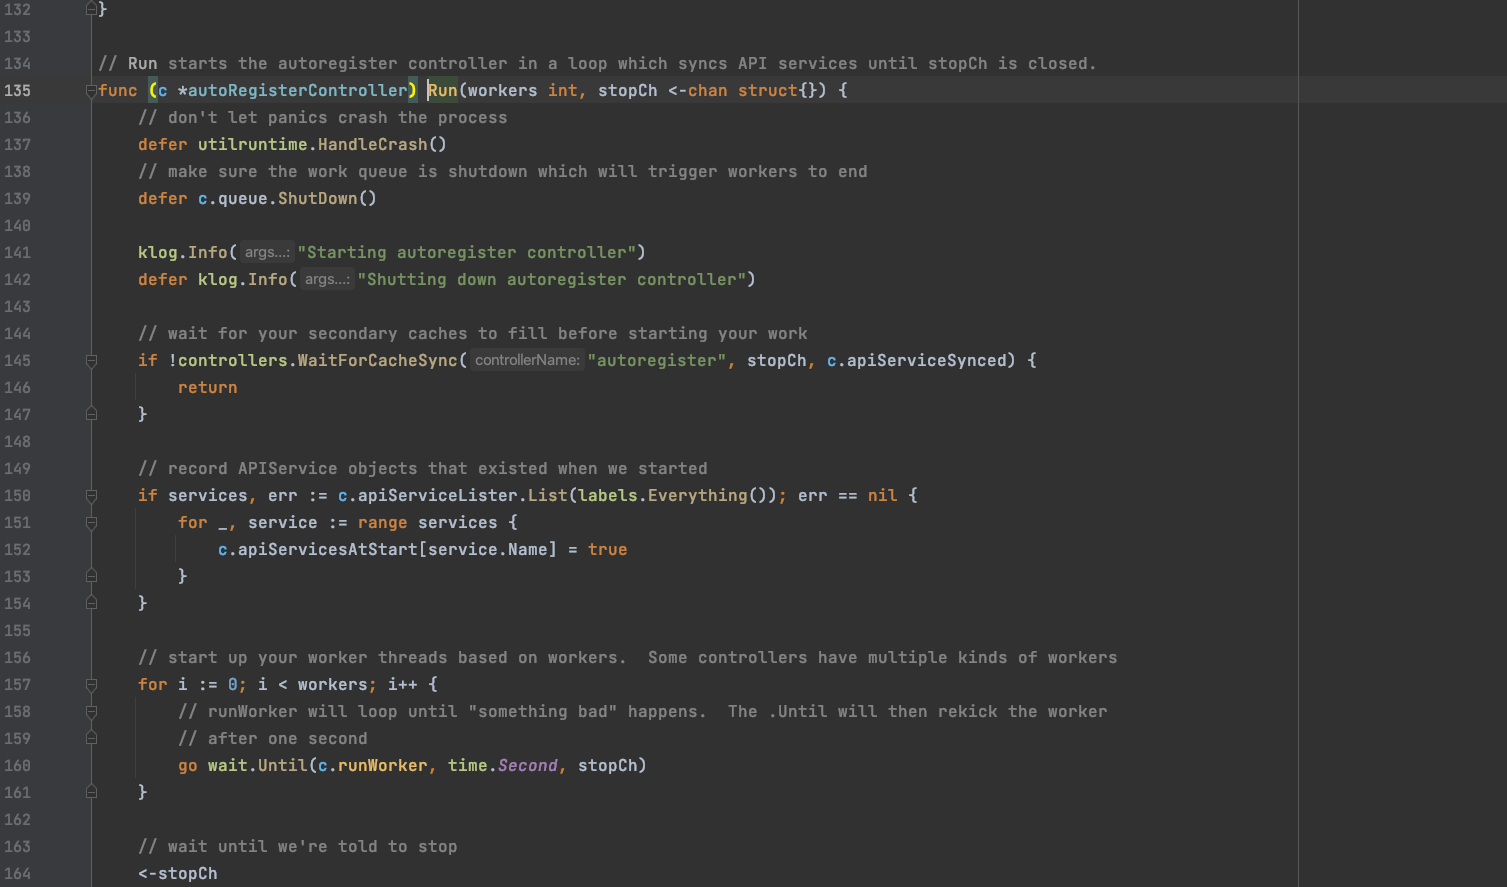 132 }
133
134 // Run starts the autoregister controller in a loop which syncs API services until stopCh is closed.
135 func (c *autoRegisterController) Run(workers int, stopCh <-chan struct{}) {
136 // don't let panics crash the process
137 defer utilruntime.HandleCrash()
138 // make sure the work queue is shutdown which will trigger workers to end
139 defer c.queue.ShutDown()
140
141 klog.Info( args...: "Starting autoregister controller")
142 defer klog.Info( args...: "Shutting down autoregister controller")
143
144 // wait for your secondary caches to fill before starting your work
145 if !controllers.WaitForCacheSync( controllerName: "autoregister", stopCh, c.apiServiceSynced) {
146 return
147 }
148
149 // record APIService objects that existed when we started
150 if services, err := c.apiServiceLister.List(labels.Everything()); err == nil {
151 for _, service := range services {
152 c.apiServicesAtStart[service.Name] = true
153 }
154 }
155
156 // start up your worker threads based on workers.  Some controllers have multiple kinds of workers
157 for i := 0; i < workers; i++ {
158 // runWorker will loop until "something bad" happens.  The .Until will then rekick the worker
159 // after one second
160 go wait.Until(c.runWorker, time.Second, stopCh)
161 }
162
163 // wait until we're told to stop
164 <-stopCh